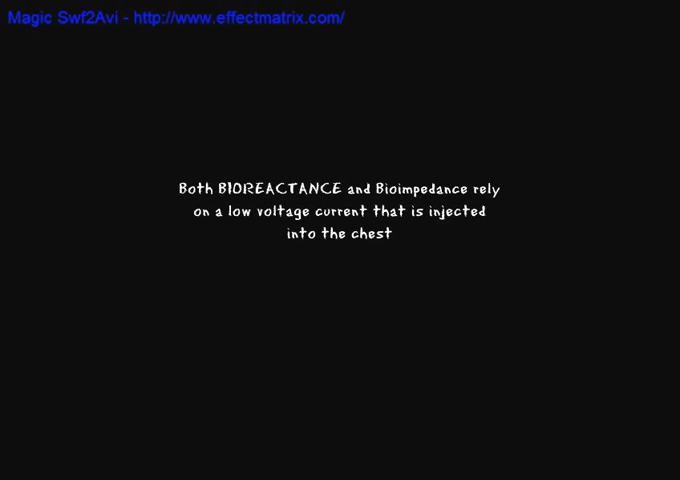 Magic Swf2Avi - http://www.effectmatrix.com/
Both BIOREACTANCE and Bioimpedance rely
on a low voltage current that is injected
into the chest